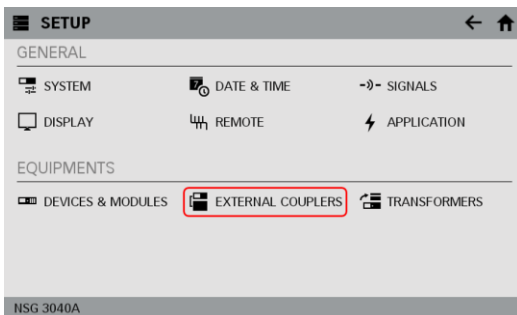 SETUP
GENERAL
SYSTEM DATE & TIME SIGNALS
DISPLAY REMOTE APPLICATION
EQUIPMENTS
DEVICES & MODULES EXTERNAL COUPLERS TRANSFORMERS
NSG 3040A